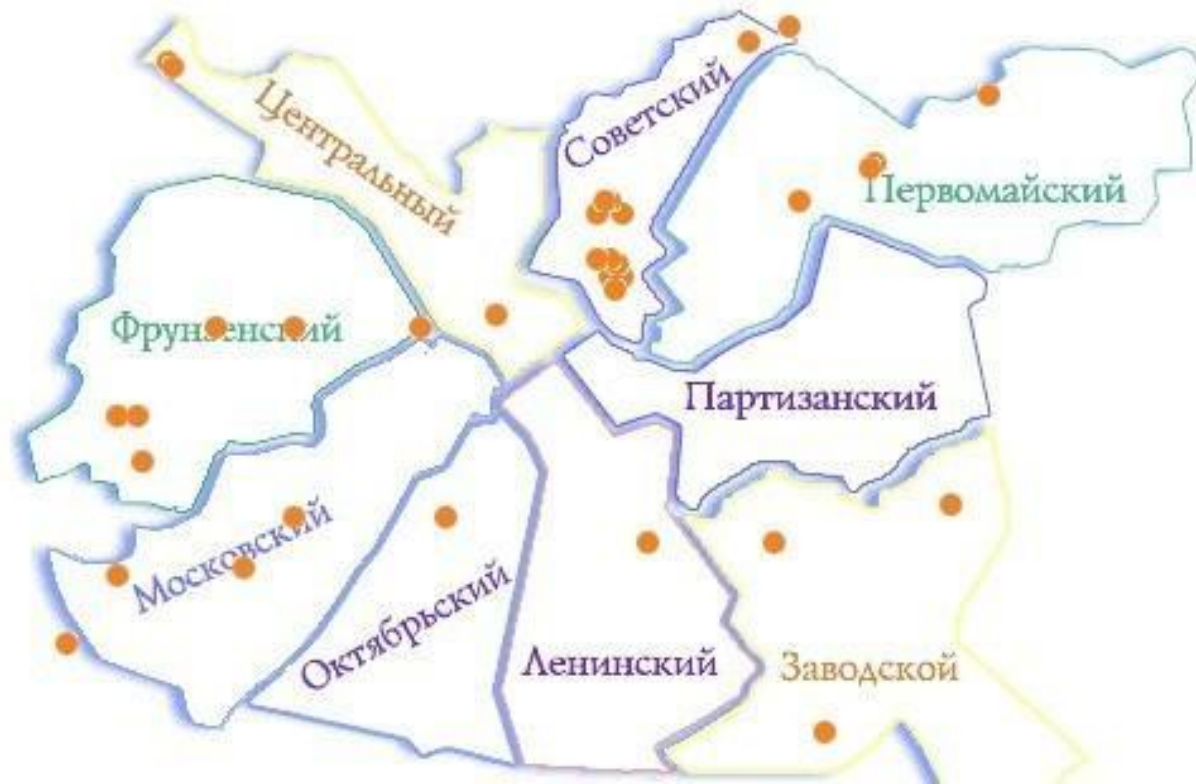 Центральный
Советский
Первомайский
Фрунзенский
Партизанский
Московский
Октябрьский
Ленинский
Заводской